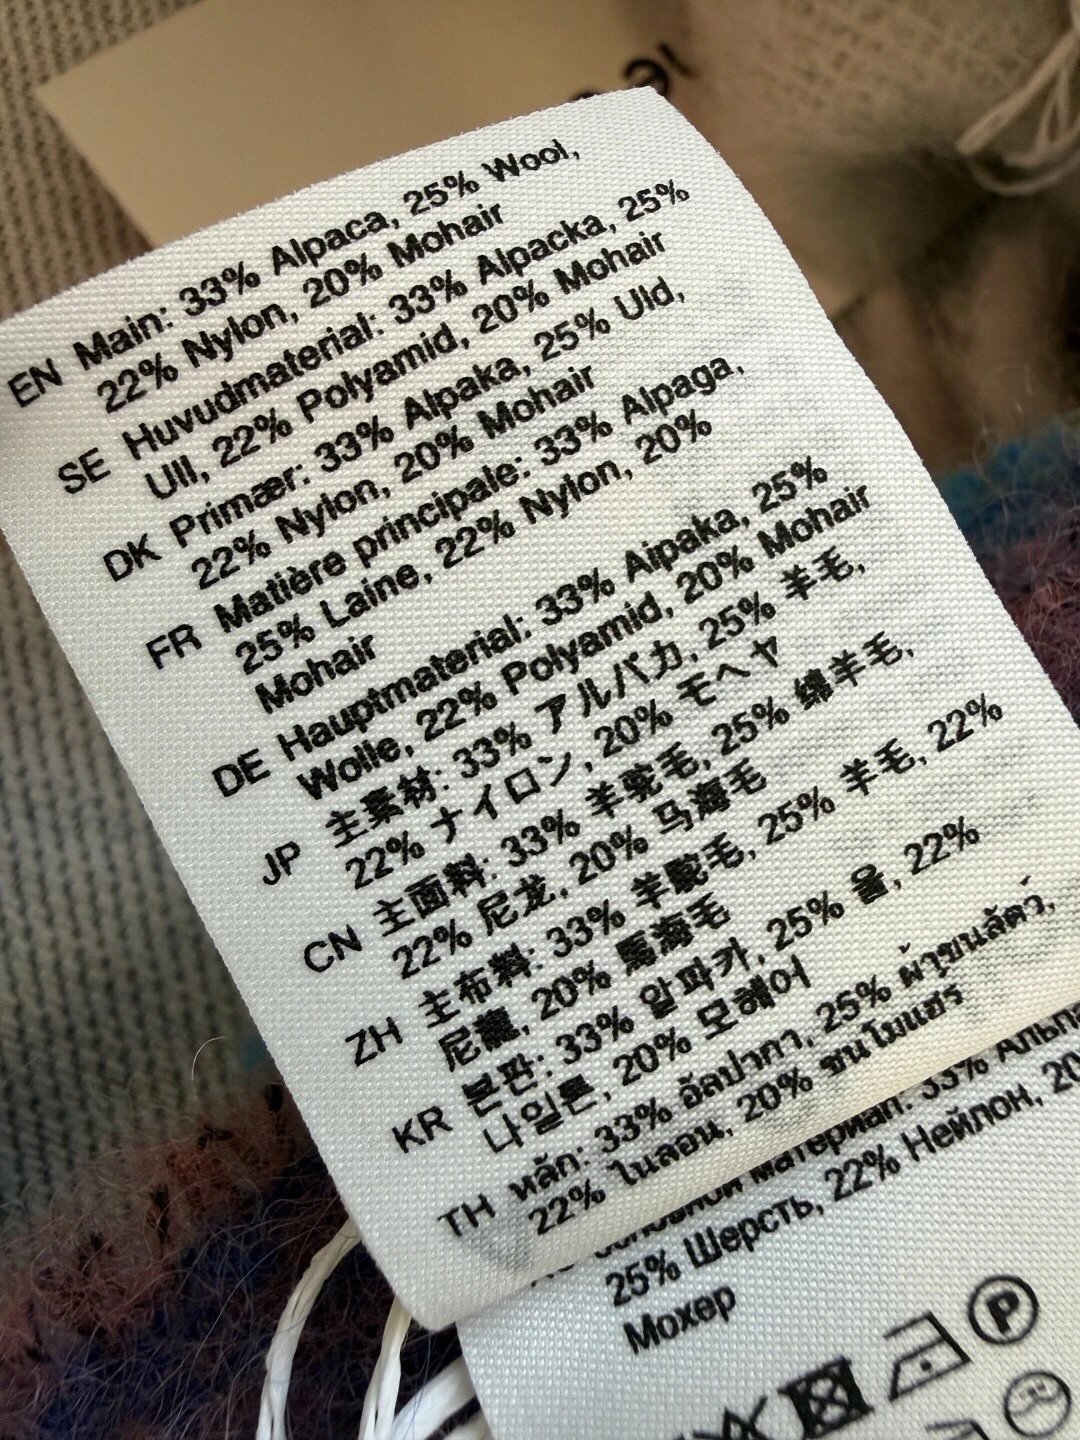 EN Main: 33% Alpaca, 25% Wool,
22% Nylon, 20% Mohair
SE Huvudmaterial: 33% Alpacka, 25%
Ull, 22% Polyamid, 20% Mohair
DK Primær: 33% Alpaka, 25% Uld,
22% Nylon, 20% Mohair
FR Matière principale: 33% Alpaga,
25% Laine, 22% Nylon, 20%
Mohair
DE Hauptmaterial: 33% Alpaka, 25%
Wolle, 22% Polyamid, 20% Mohair
JP 主素材: 33% アルパカ, 25% 羊毛,
22% ナイロン, 20% モヘヤ
CN 主面料: 33% 羊驼毛, 25% 绵羊毛,
22% 尼龙, 20% 马海毛
ZH 主布料: 33% 羊駝毛, 25% 羊毛, 22%
尼龍, 20% 馬海毛
KR 본판: 33% 알파카, 25% 울, 22%
나일론, 20% 모헤어
TH หลัก: 33% อัลปากา, 25% ผ้าขนสัตว์,
22% ไนลอน, 20% ขนโมแฮร์
материал: 33%
25% Шерсть, 22% Нейлон,
Мохер
P